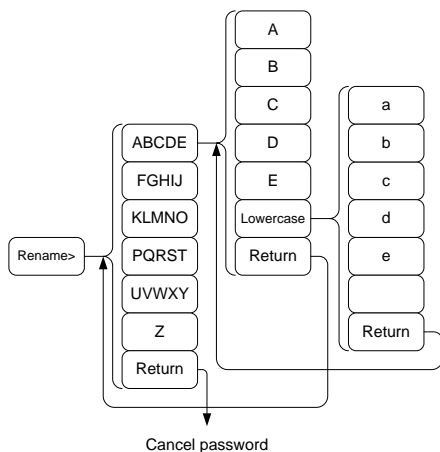 Rename>
ABCDE
FGHIJ
KLMNO
PQRST
UVWXY
Z
Return
A
B
C
D
E
Lowercase
Return
a
b
c
d
e
Return
Cancel password